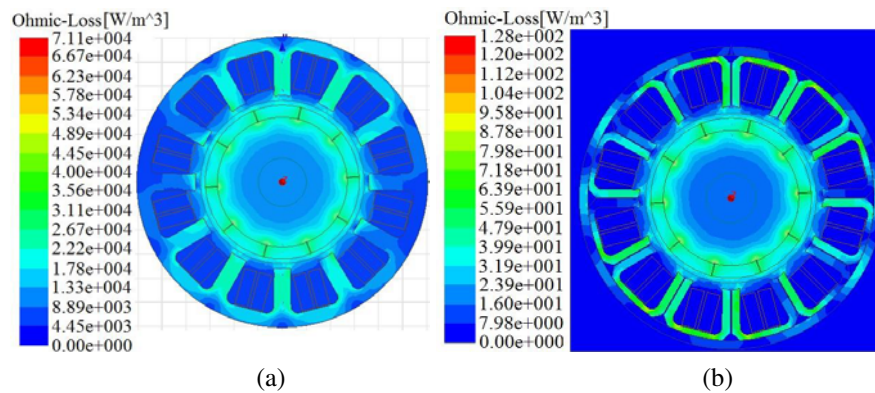 Ohmic-Loss[W/m^3]
7.11e+004
6.67e+004
6.23e+004
5.78e+004
5.34e+004
4.89e+004
4.45e+004
4.00e+004
3.56e+004
3.11e+004
2.67e+004
2.22e+004
1.78e+004
1.33e+004
8.89e+003
4.45e+003
0.00e+000
(a)
Ohmic-Loss[W/m^3]
1.28e+002
1.20e+002
1.12e+002
1.04e+002
9.58e+001
8.78e+001
7.98e+001
7.18e+001
6.39e+001
5.59e+001
4.79e+001
3.99e+001
3.19e+001
2.39e+001
1.60e+001
7.98e+000
0.00e+000
(b)